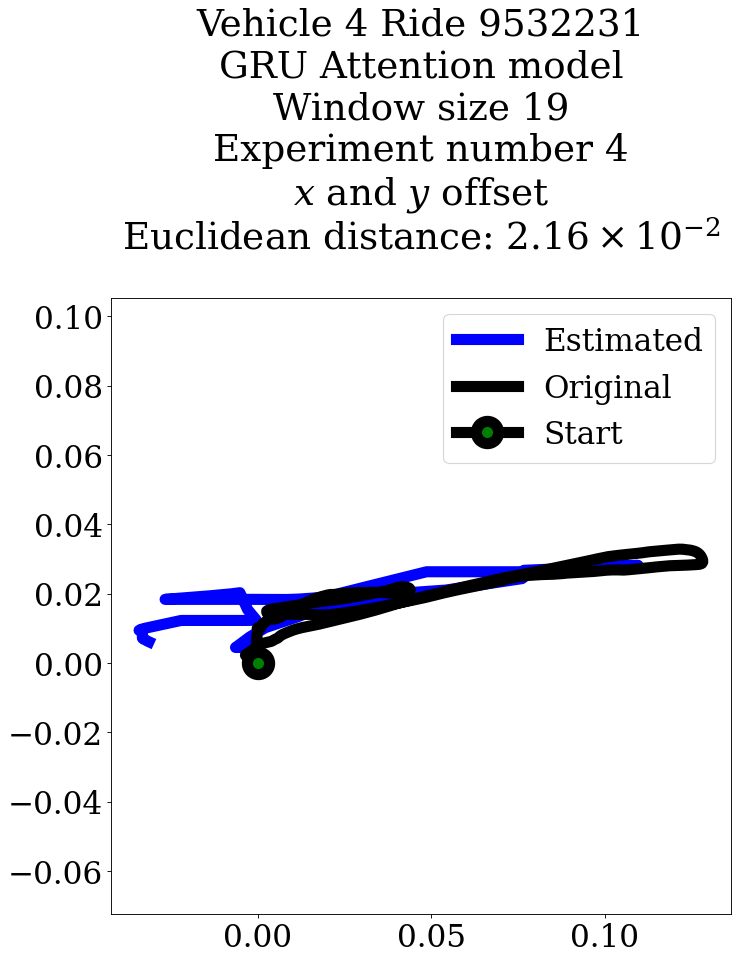 Vehicle 4 Ride 9532231
GRU Attention model
Window size 19
Experiment number 4
x and y offset
Euclidean distance: 2.16 × 10⁻²
Estimated
Original
Start
0.10
0.08
0.06
0.04
0.02
0.00
−0.02
−0.04
−0.06
0.00
0.05
0.10